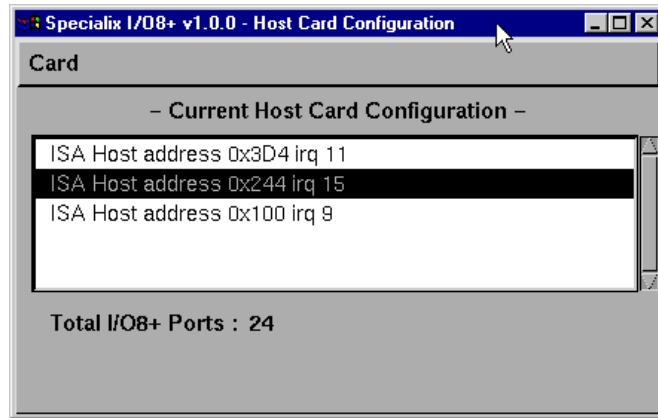 Specialix I/O8+ v1.0.0 - Host Card Configuration
Card
– Current Host Card Configuration –
ISA Host address 0x3D4 irq 11
ISA Host address 0x244 irq 15
ISA Host address 0x100 irq 9
Total I/O8+ Ports : 24